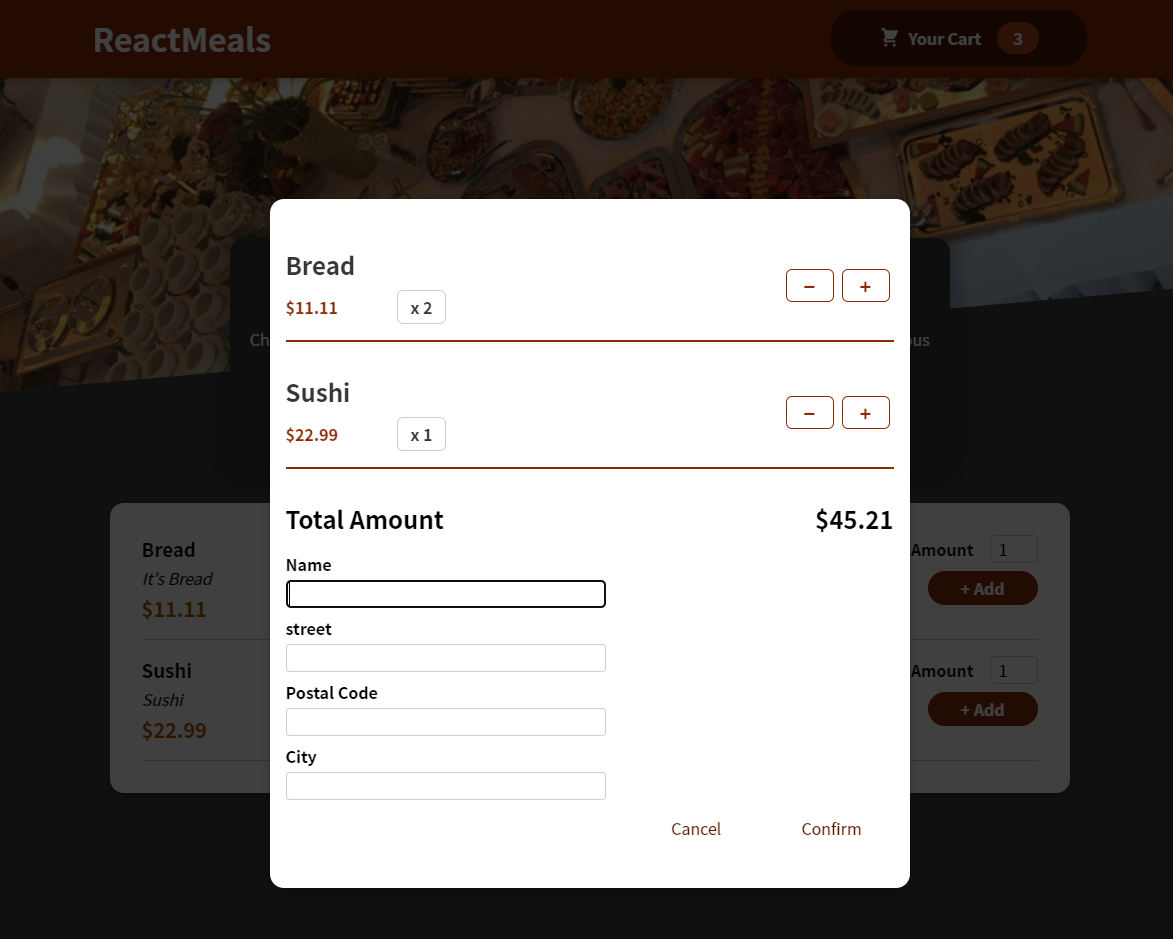 ReactMeals
Your Cart 3
Bread
$11.11 x 2 − +
Ch
ous
Sushi
$22.99 x 1 − +
Total Amount $45.21
Name
street
Postal Code
City
Cancel Confirm
Bread
It's Bread
$11.11
Amount 1
+ Add
Sushi
Sushi
$22.99
Amount 1
+ Add